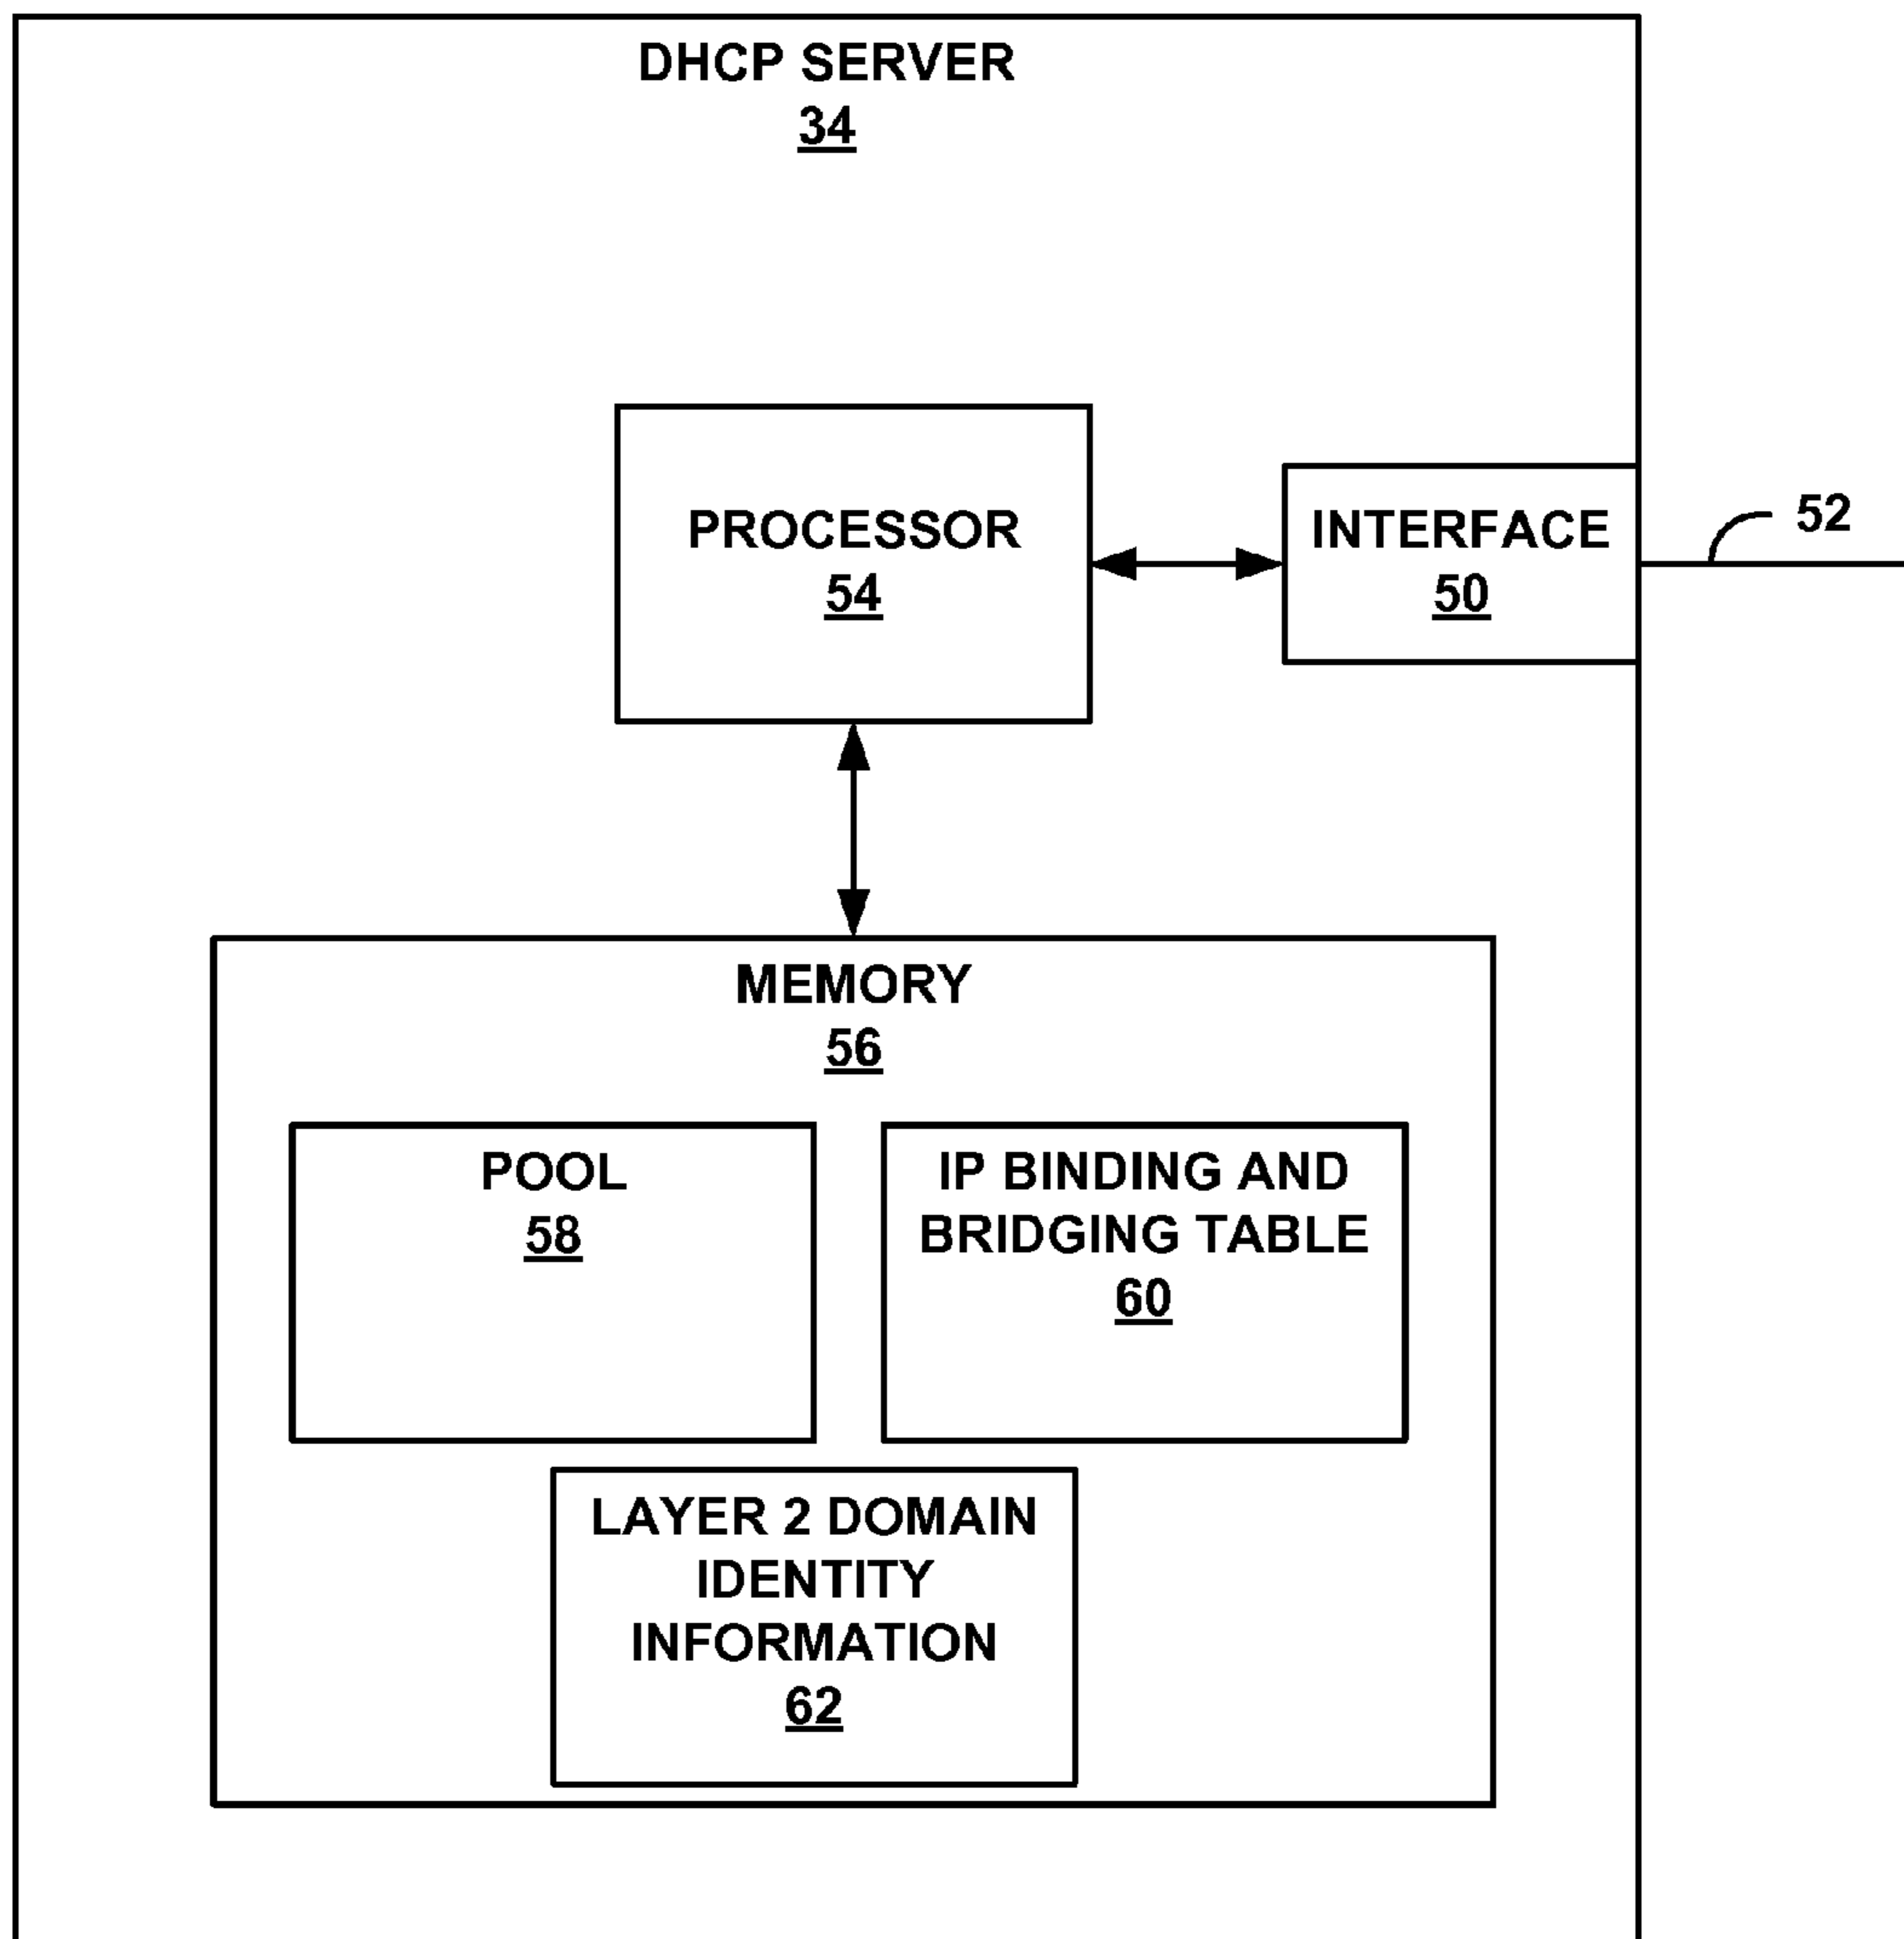 DHCP SERVER
34
PROCESSOR
54
INTERFACE
50
52
MEMORY
56
POOL
58
IP BINDING AND
BRIDGING TABLE
60
LAYER 2 DOMAIN
IDENTITY
INFORMATION
62